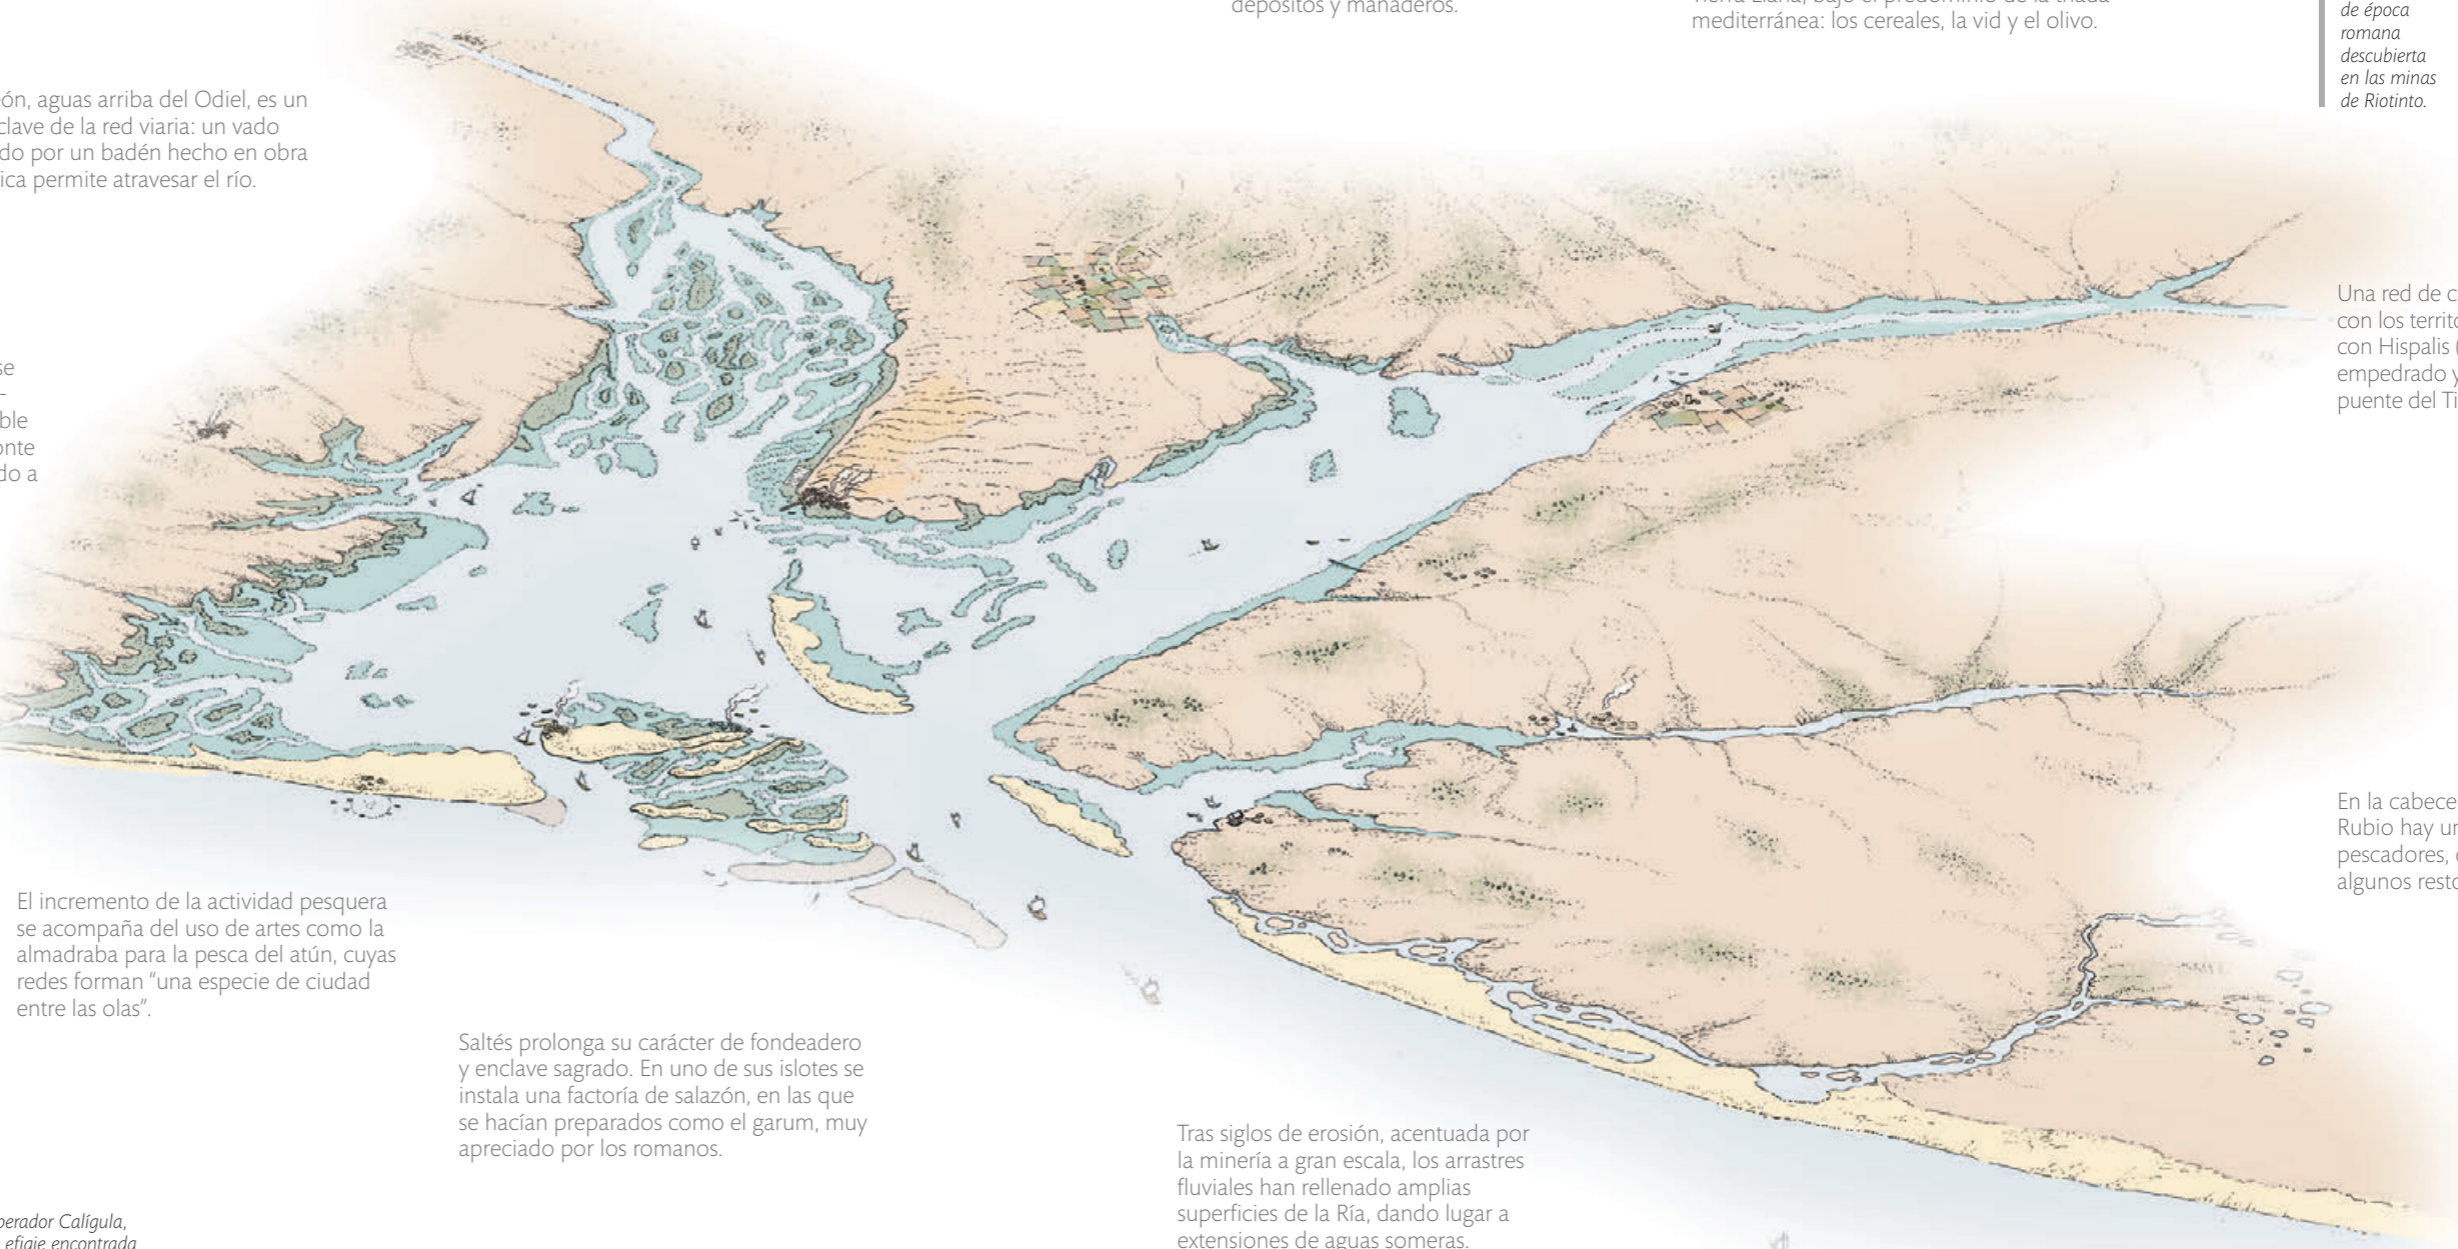 depósitos y manaderos.
mediterránea: los cereales, la vid y el olivo.
de época
romana
descubierta
en las minas
de Riotinto.
ón, aguas arriba del Odiel, es un
clave de la red viaria: un vado
do por un badén hecho en obra
ica permite atravesar el río.
se
-
ble
onte
do a
Una red de c
con los territo
con Hispalis (
empedrado y
puente del Ti
En la cabece
Rubio hay un
pescadores, 
algunos resto
El incremento de la actividad pesquera
se acompaña del uso de artes como la
almadraba para la pesca del atún, cuyas
redes forman “una especie de ciudad
entre las olas”.
Saltés prolonga su carácter de fondeadero
y enclave sagrado. En uno de sus islotes se
instala una factoría de salazón, en las que
se hacían preparados como el garum, muy
apreciado por los romanos.
Tras siglos de erosión, acentuada por
la minería a gran escala, los arrastres
fluviales han rellenado amplias
superficies de la Ría, dando lugar a
extensiones de aguas someras.
perador Calígula,
efigie encontrada